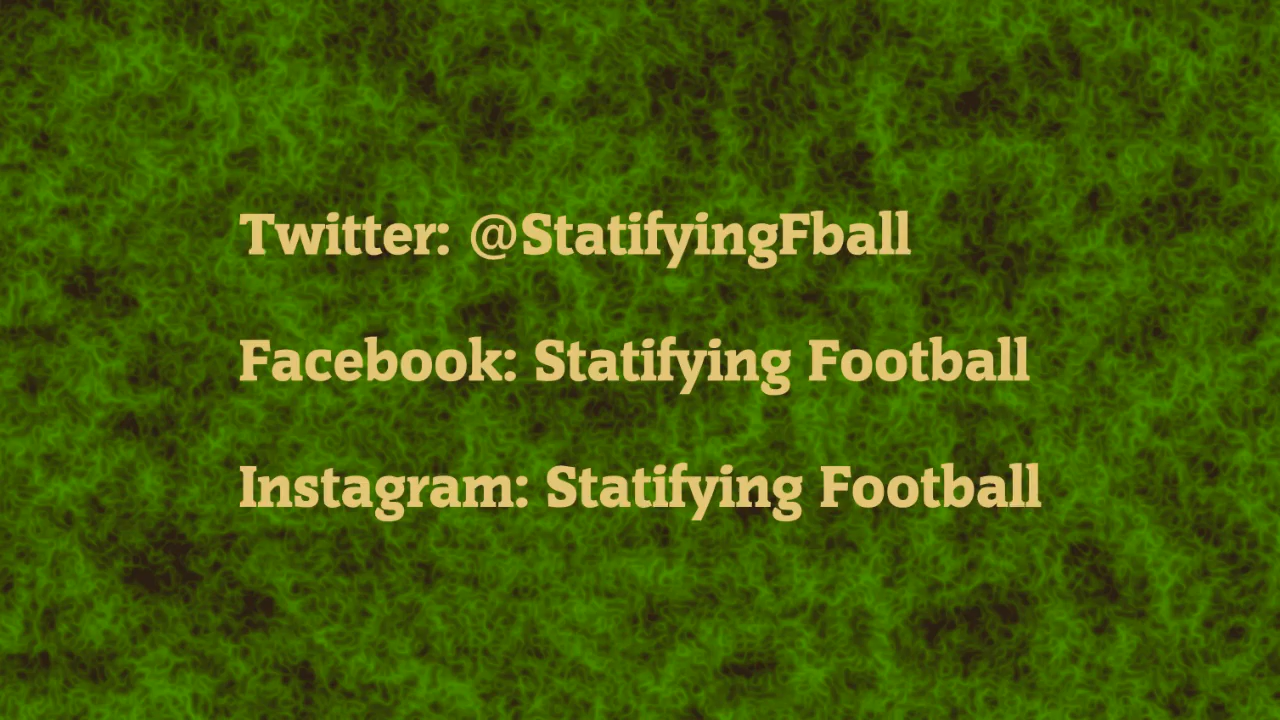 Twitter: @StatifyingFball
Facebook: Statifying Football
Instagram: Statifying Football